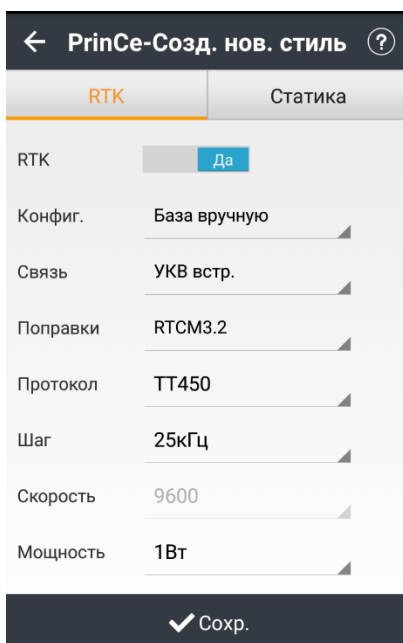 PrinCe-Созд. нов. стиль ?
RTK Статика
RTK Да
Конфиг. База вручную
Связь УКВ встр.
Поправки RTCM3.2
Протокол TT450
Шаг 25кГц
Скорость 9600
Мощность 1Вт
Сохр.